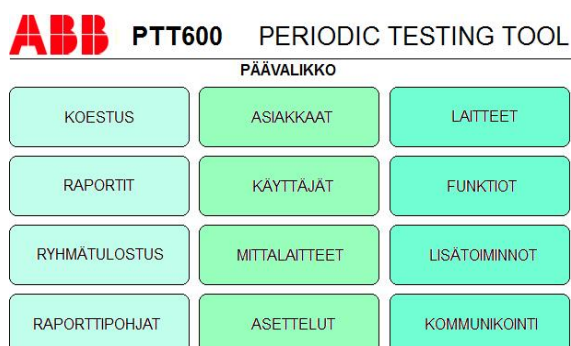 ABB PTT600 PERIODIC TESTING TOOL
PÄÄVALIKKO
KOESTUS ASIAKKAAT LAITTEET
RAPORTIT KÄYTTÄJÄT FUNKTIOT
RYHMÄTULOSTUS MITTALAITTEET LISÄTOIMINNOT
RAPORTTIPOHJAT ASETTELUT KOMMUNIKOINTI